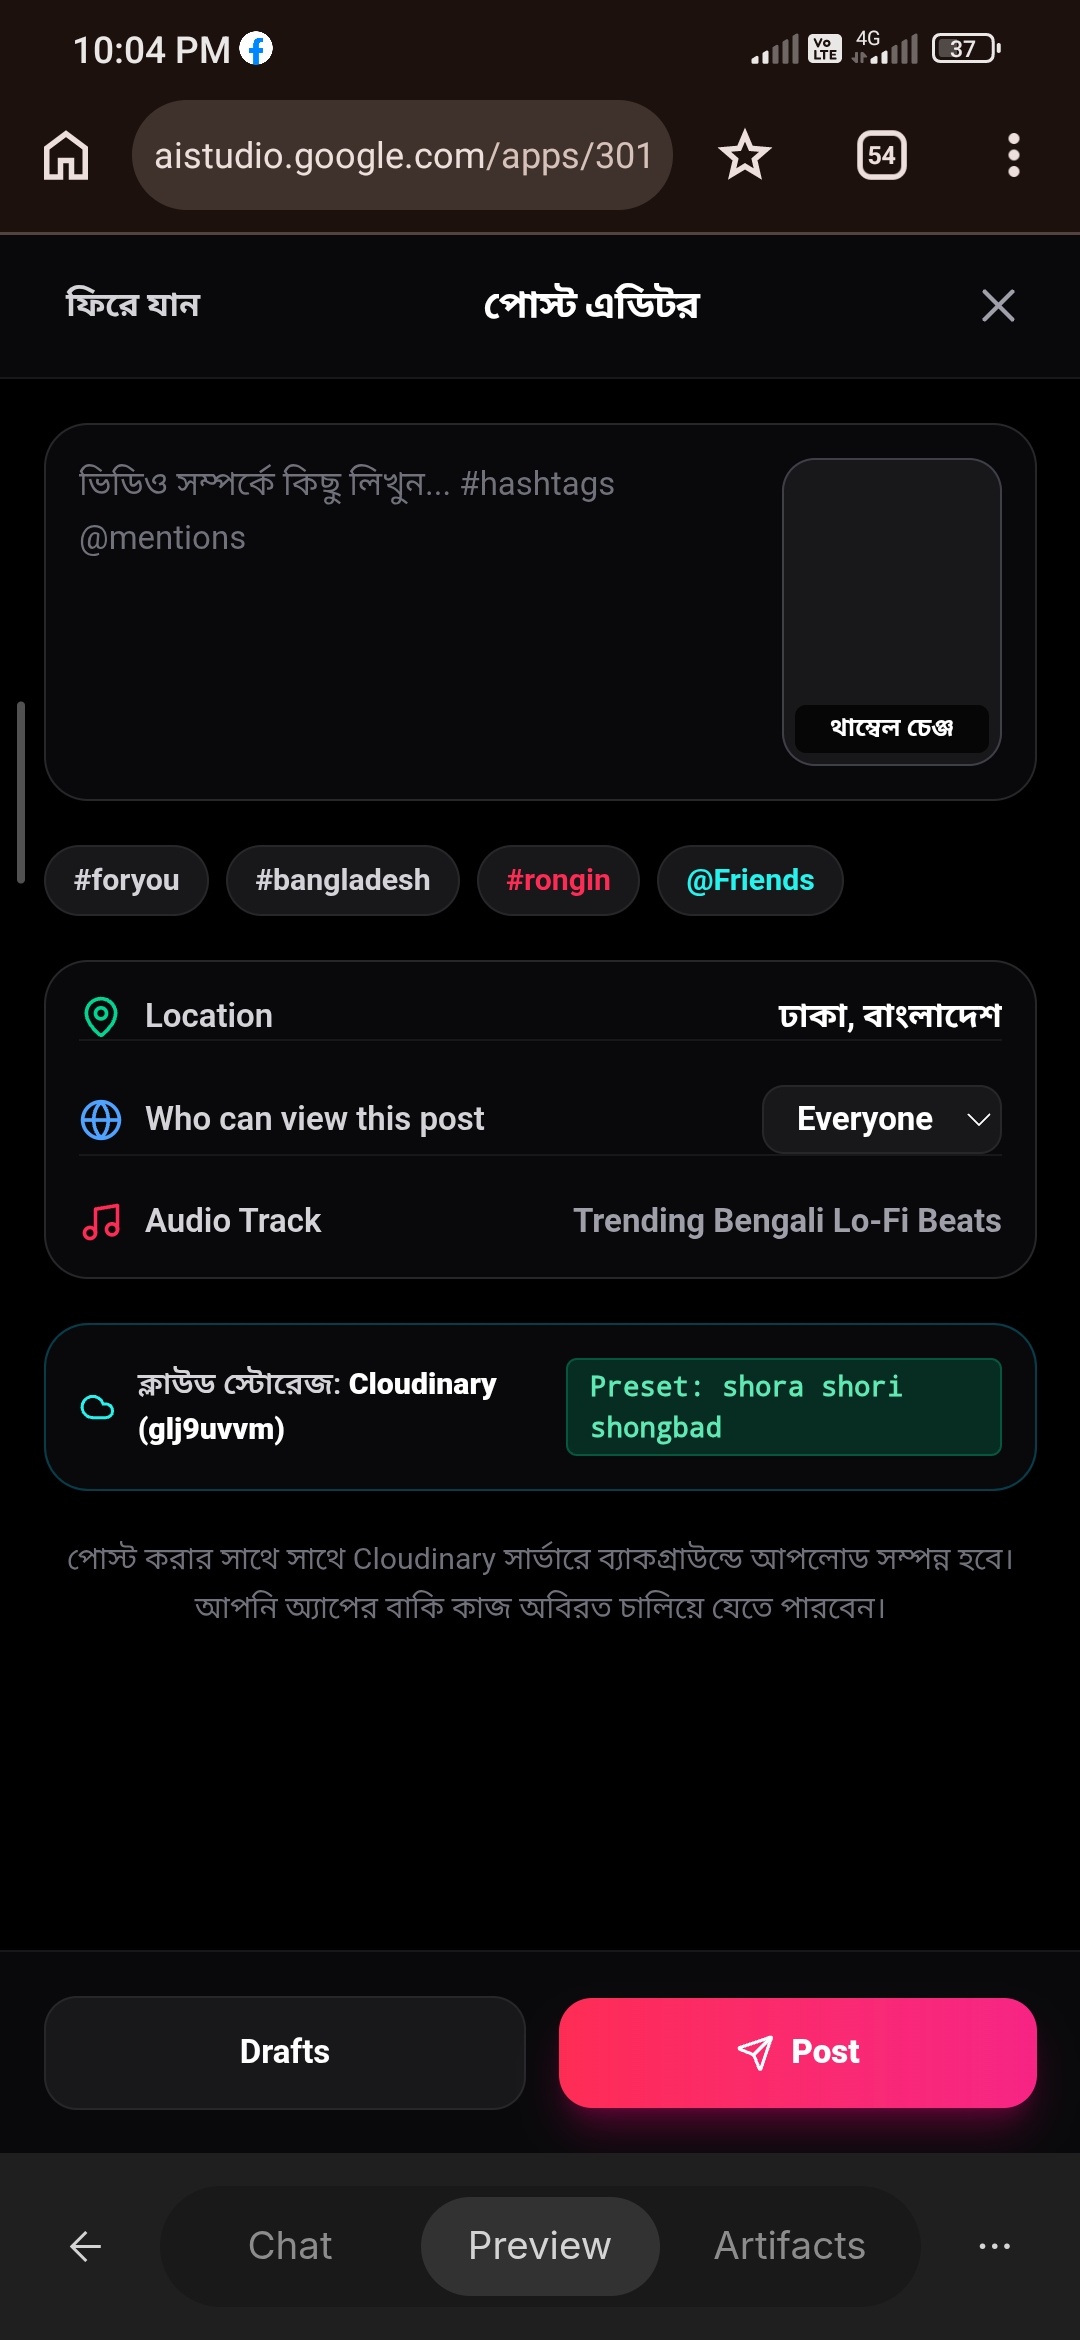 10:04 PM
Vo LTE 4G 37
aistudio.google.com/apps/301
54
ফিরে যান
পোস্ট এডিটর
ভিডিও সম্পর্কে কিছু লিখুন... #hashtags
@mentions
থাম্বেল চেঞ্জ
#foryou #bangladesh #rongin @Friends
Location ঢাকা, বাংলাদেশ
Who can view this post Everyone
Audio Track Trending Bengali Lo-Fi Beats
ক্লাউড স্টোরেজ: Cloudinary
(glj9uvvm)
Preset: shora shori
shongbad
পোস্ট করার সাথে সাথে Cloudinary সার্ভারে ব্যাকগ্রাউন্ডে আপলোড সম্পন্ন হবে।
আপনি অ্যাপের বাকি কাজ অবিরত চালিয়ে যেতে পারবেন।
Drafts Post
Chat Preview Artifacts